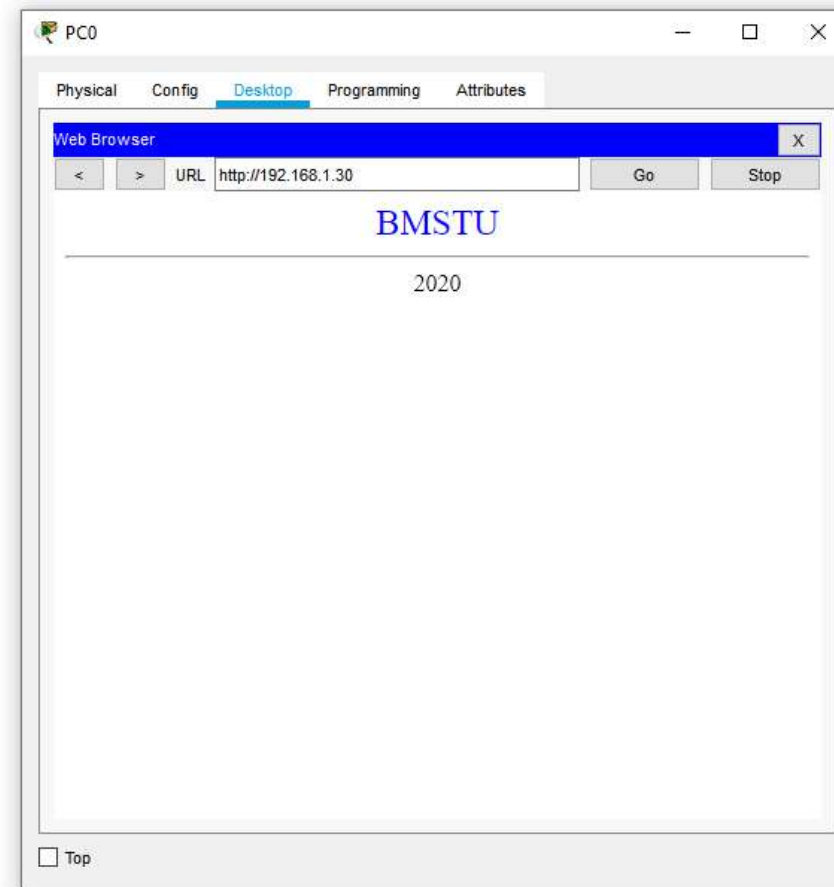 PC0
Physical Config Desktop Programming Attributes
Web Browser X
< > URL http://192.168.1.30 Go Stop
BMSTU
2020
Top